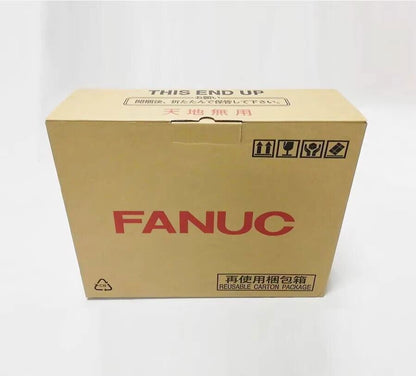 THIS END UP
お願い
開梱後、折たたんで保管して下さい。
天地無用
FANUC
再使用梱包箱
REUSABLE CARTON PACKAGE